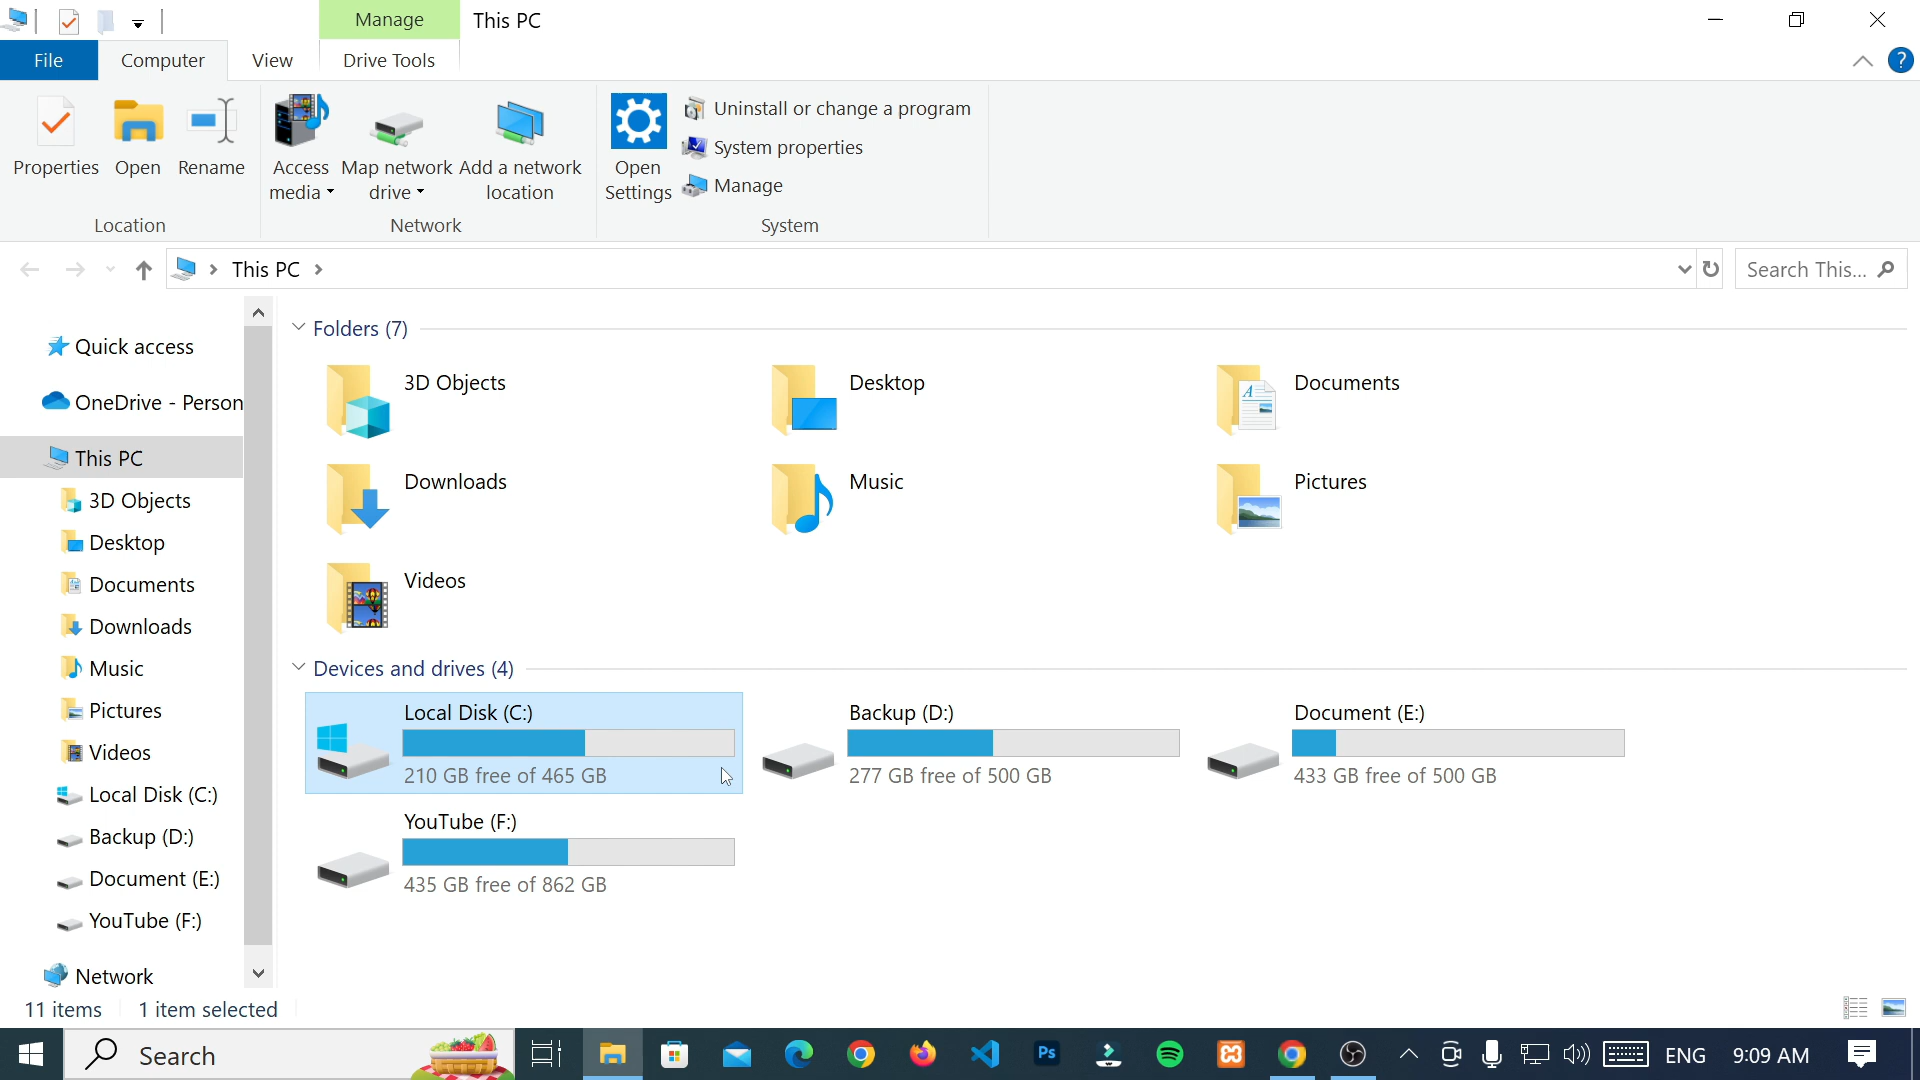 Manage This PC
File Computer View Drive Tools
Properties Open Rename
Access media
Map network drive
Add a network location
Open Settings
Uninstall or change a program
System properties
Manage
Location Network System
This PC
Search This...
Quick access
OneDrive - Person
This PC
3D Objects
Desktop
Documents
Downloads
Music
Pictures
Videos
Local Disk (C:)
Backup (D:)
Document (E:)
YouTube (F:)
Network
Folders (7)
3D Objects Desktop Documents
Downloads Music Pictures
Videos
Devices and drives (4)
Local Disk (C:) Backup (D:) Document (E:)
210 GB free of 465 GB 277 GB free of 500 GB 433 GB free of 500 GB
YouTube (F:)
435 GB free of 862 GB
11 items 1 item selected
Search Ps ENG 9:09 AM